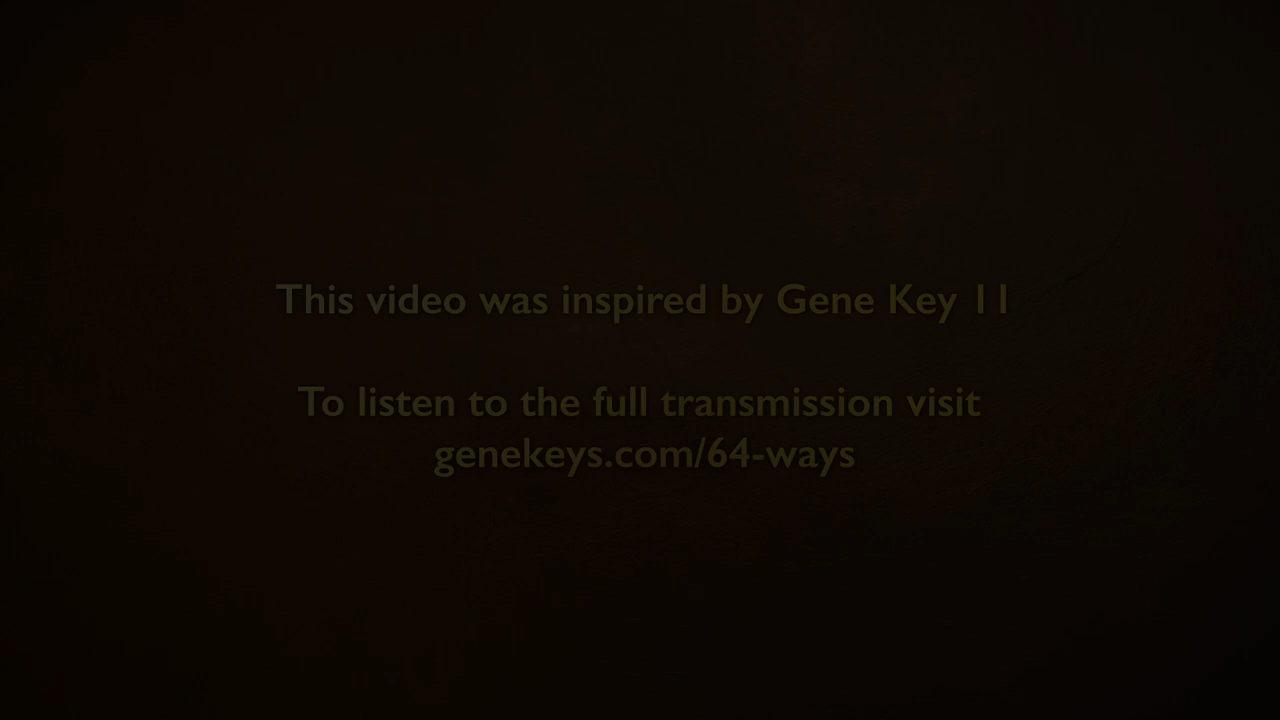 This video was inspired by Gene Key 11
To listen to the full transmission visit
genekeys.com/64-ways